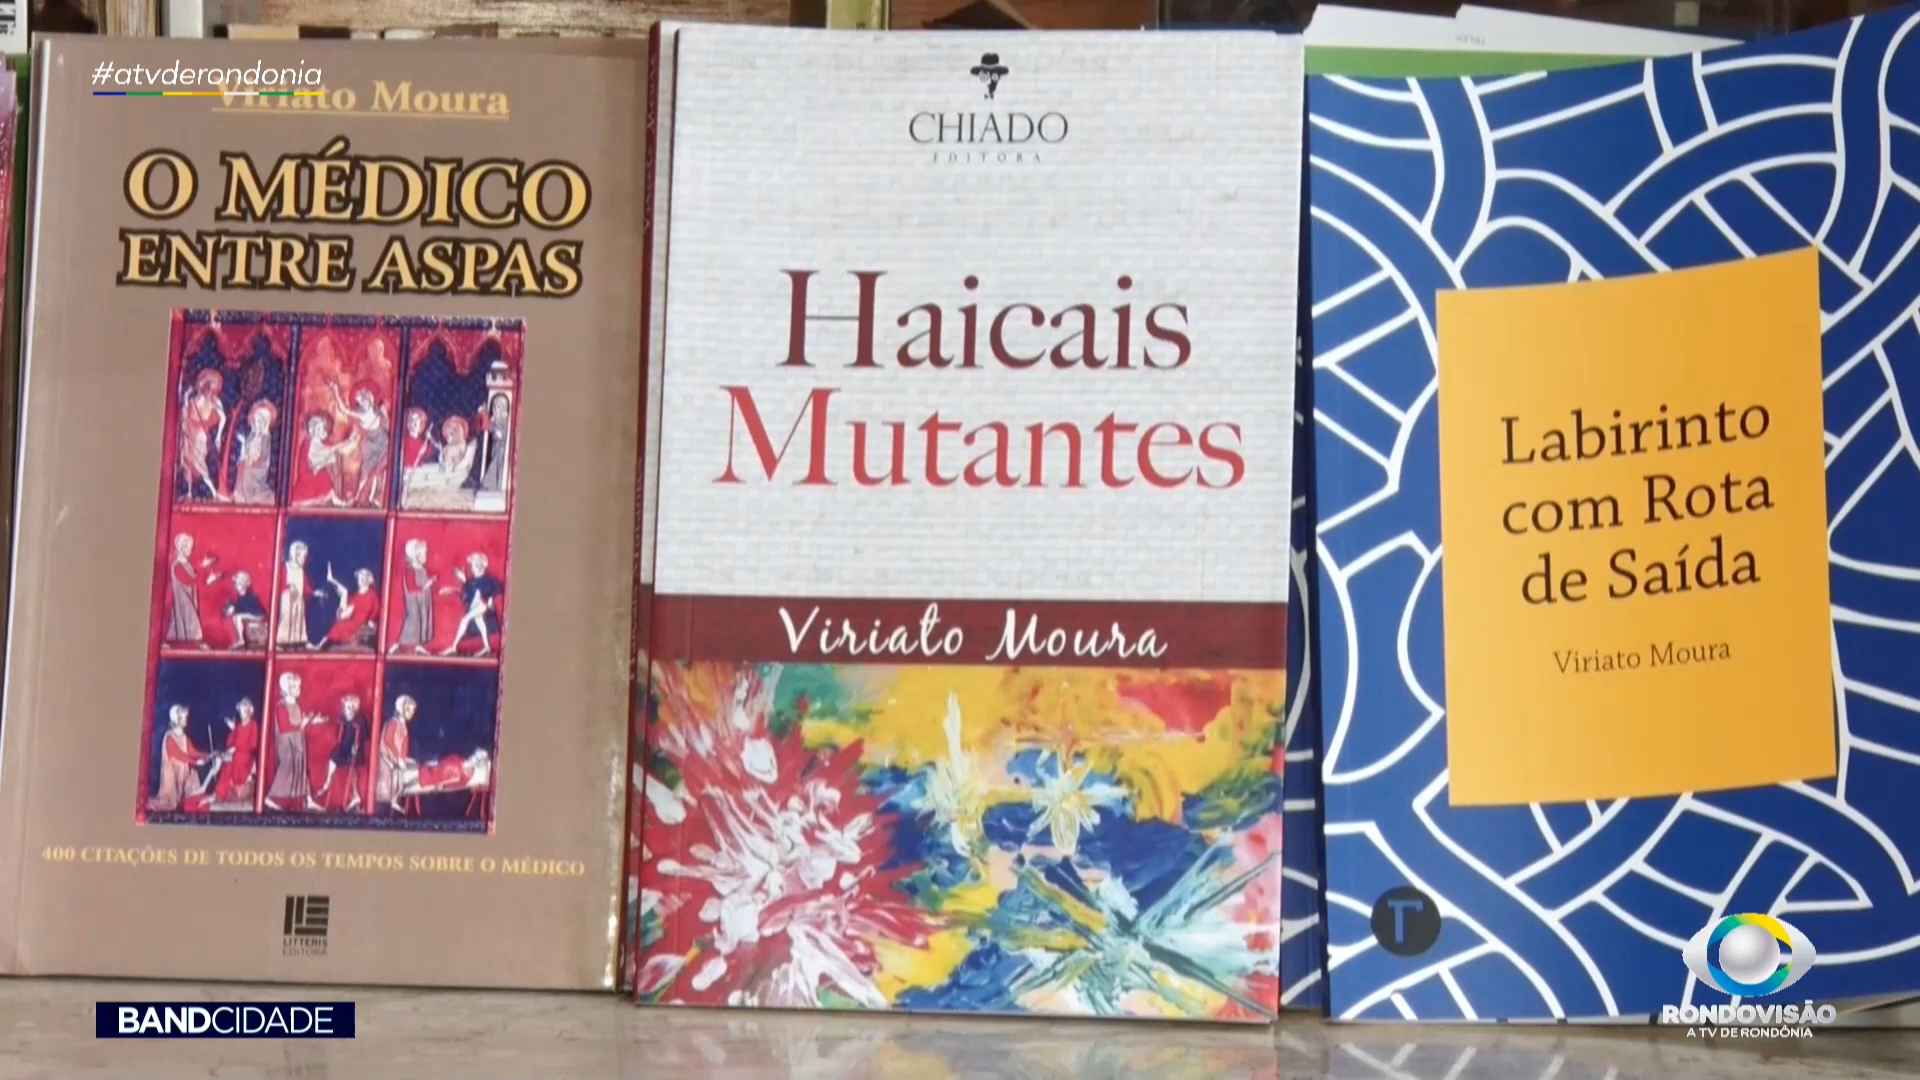 #atvderondonia
Viriato Moura
O MÉDICO
ENTRE ASPAS
400 CITAÇÕES DE TODOS OS TEMPOS SOBRE O MÉDICO
LITTERIS
EDITORA
CHIADO
EDITORA
Haicais
Mutantes
Viriato Moura
Labirinto
com Rota
de Saída
Viriato Moura
T
BANDCIDADE
RONDOVISÃO
A TV DE RONDÔNIA